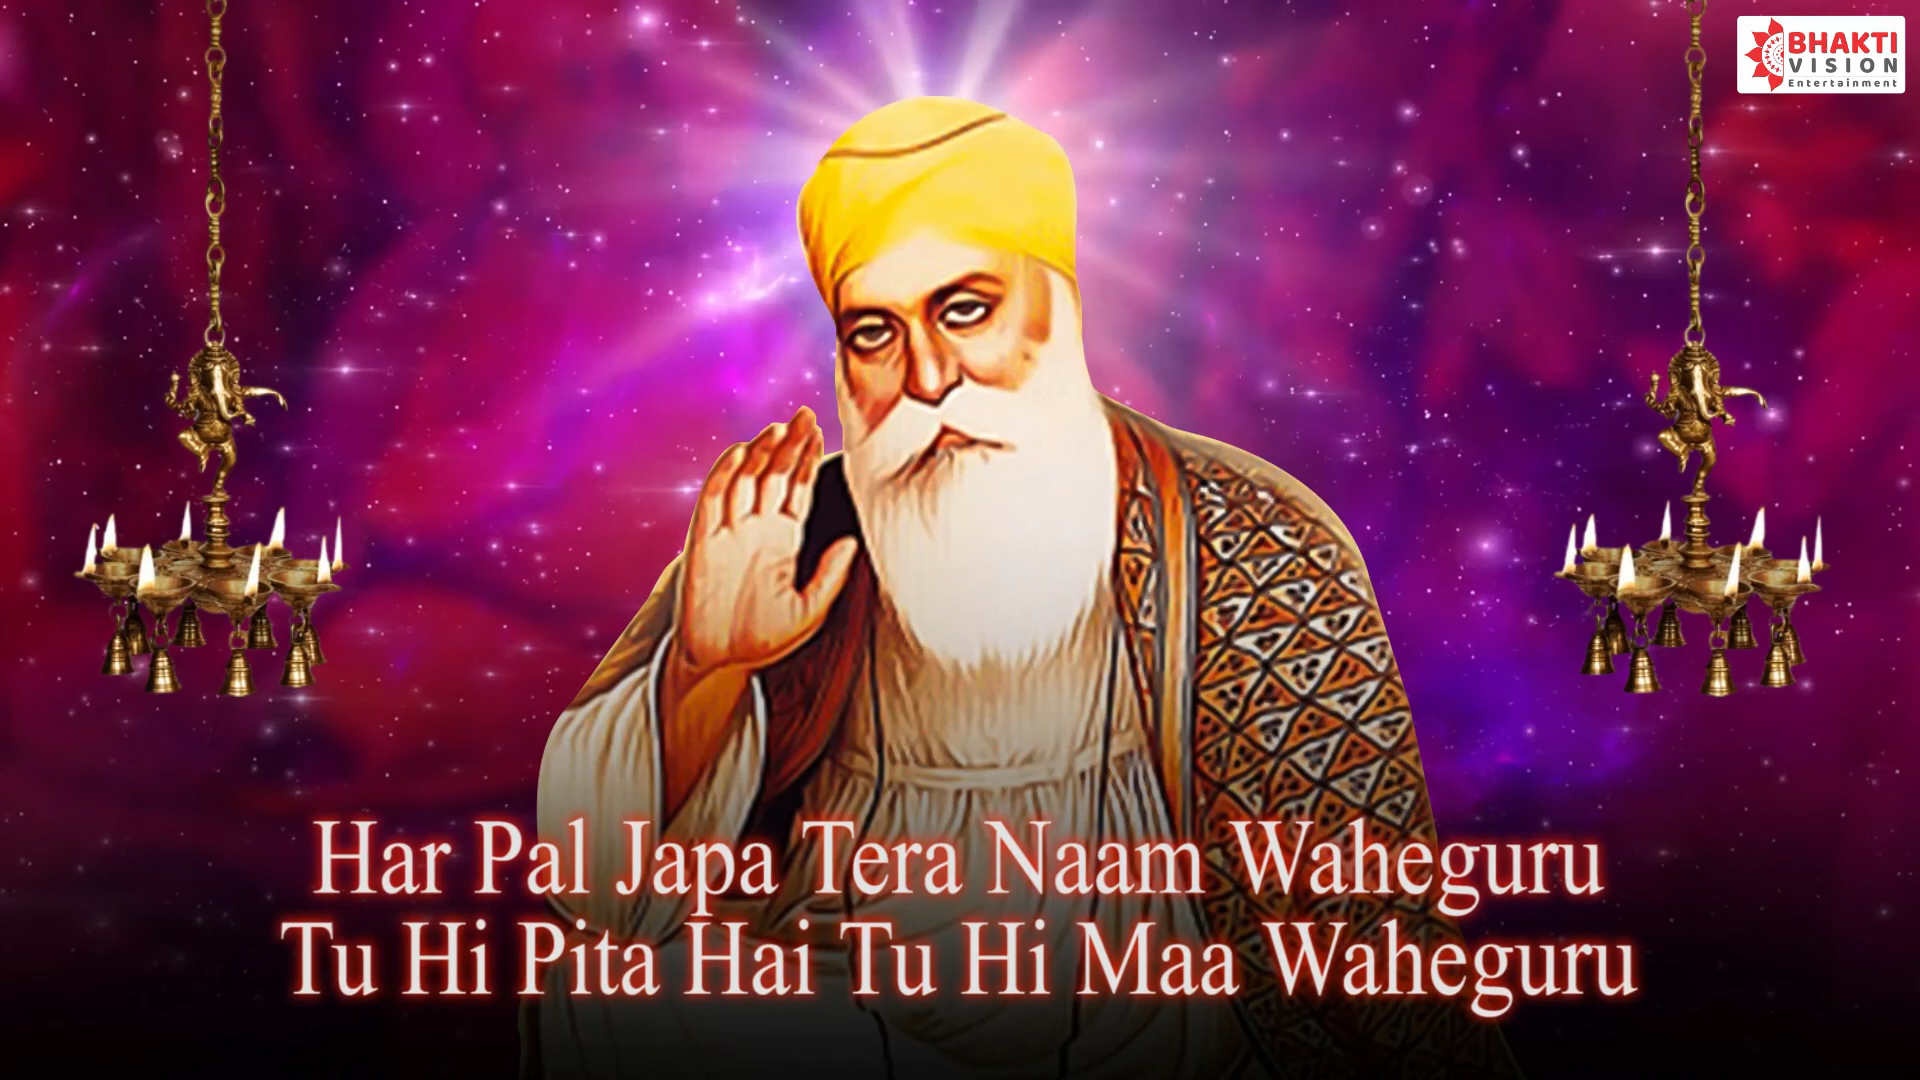 BHAKTI
VISION
Entertainment
Har Pal Japa Tera Naam Waheguru
Tu Hi Pita Hai Tu Hi Maa Waheguru